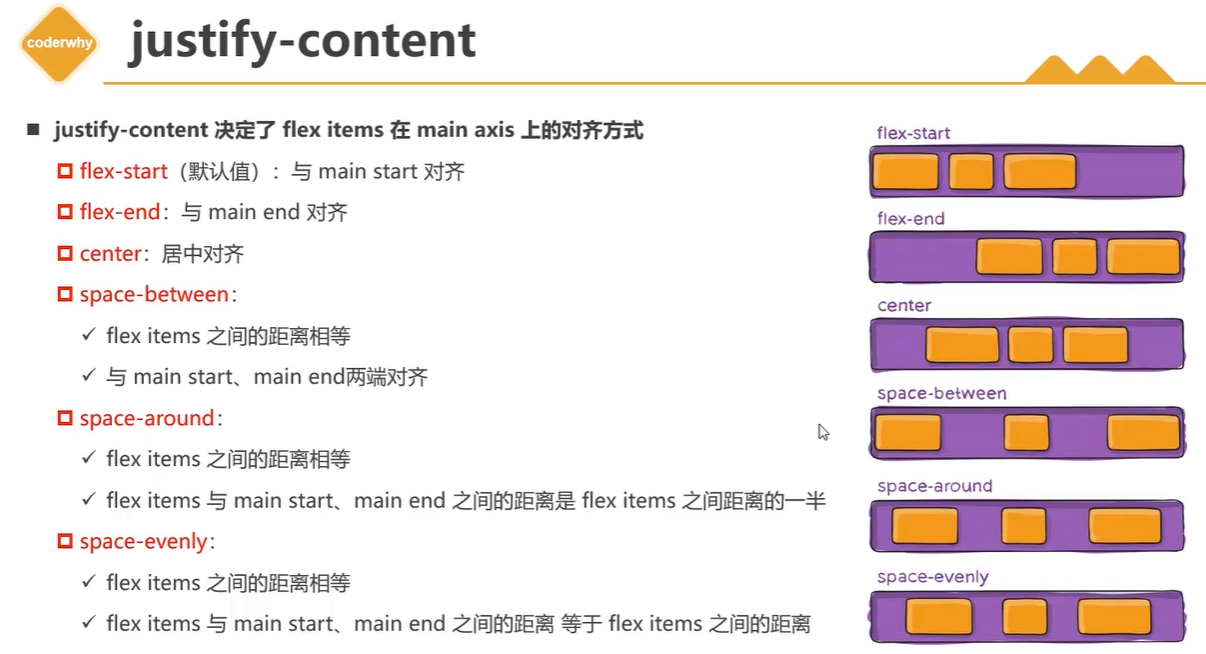 coderwhy
justify-content
justify-content 决定了 flex items 在 main axis 上的对齐方式
flex-start（默认值）：与 main start 对齐
flex-end：与 main end 对齐
center：居中对齐
space-between：
flex items 之间的距离相等
与 main start、main end两端对齐
space-around：
flex items 之间的距离相等
flex items 与 main start、main end 之间的距离是 flex items 之间距离的一半
space-evenly：
flex items 之间的距离相等
flex items 与 main start、main end 之间的距离 等于 flex items 之间的距离
flex-start
flex-end
center
space-between
space-around
space-evenly